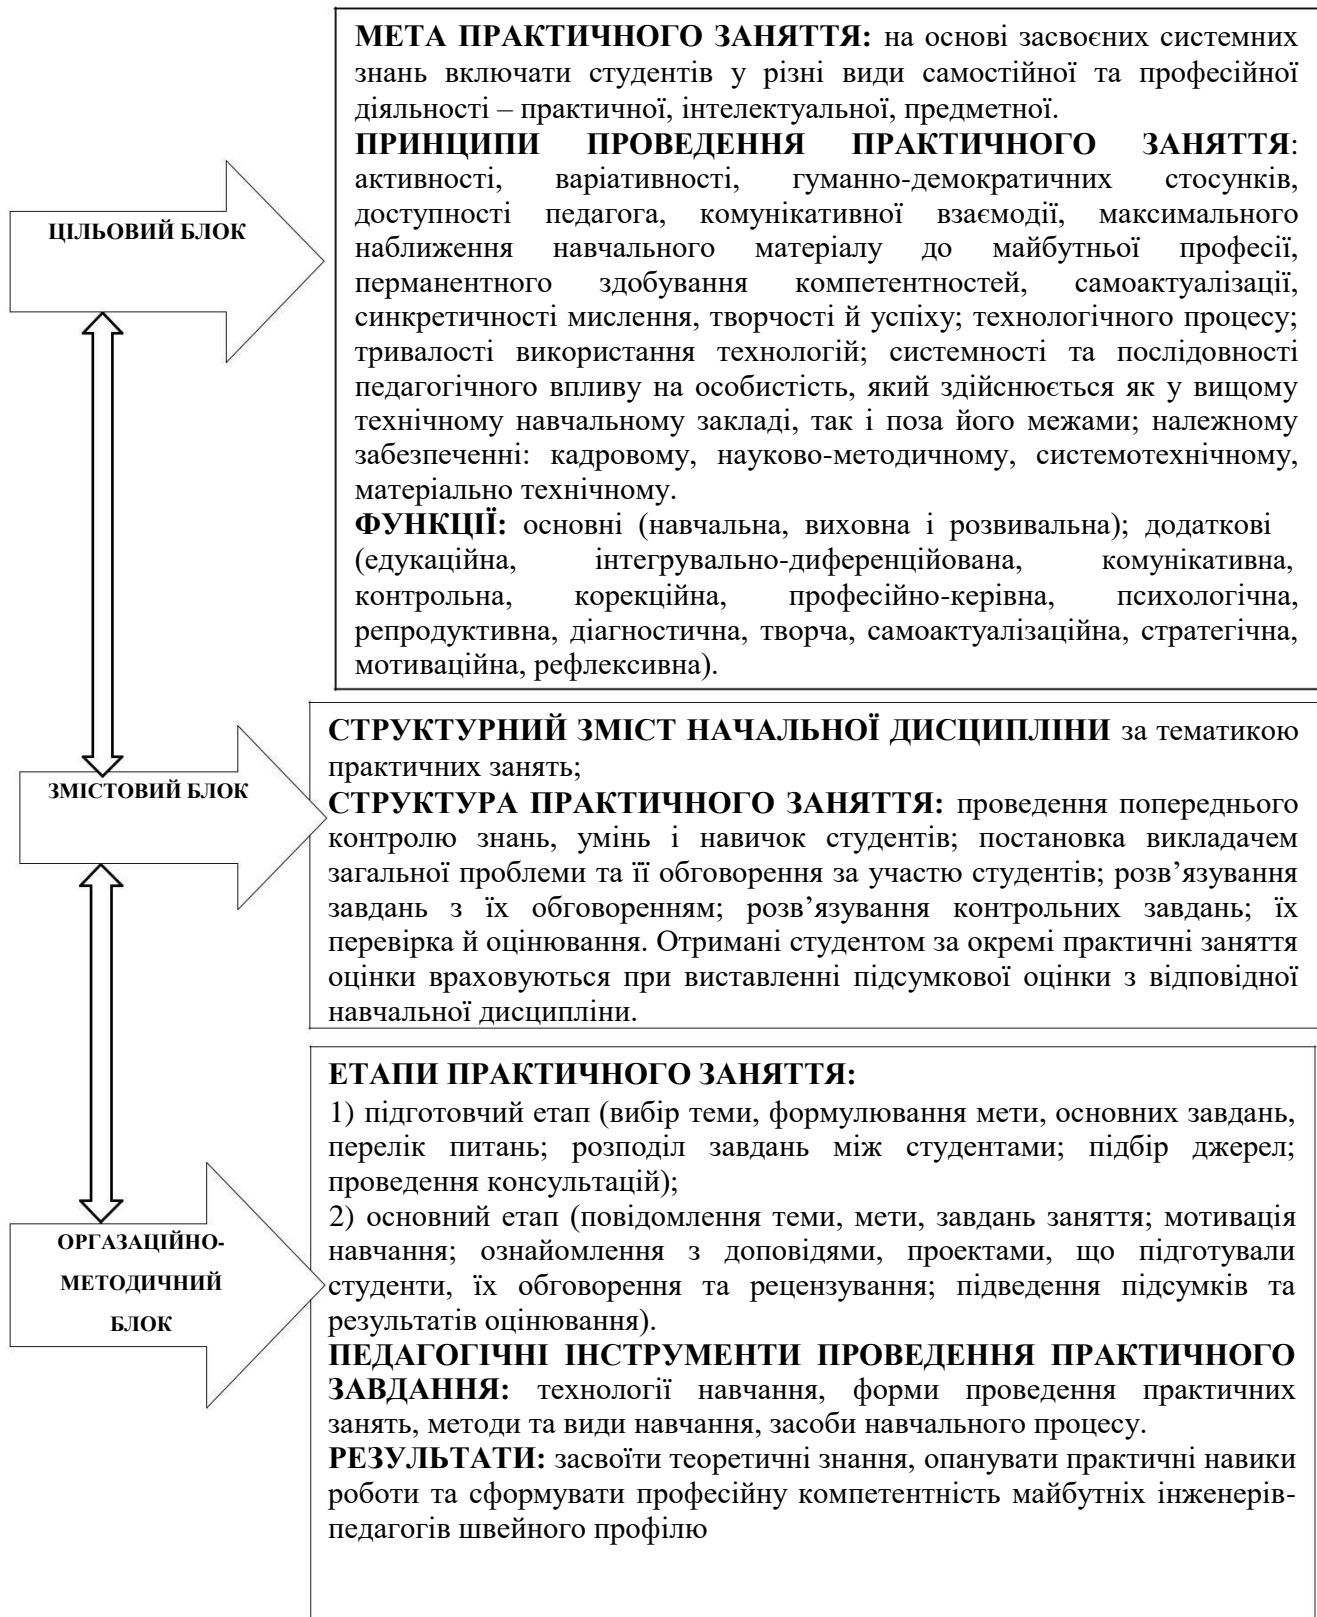 МЕТА ПРАКТИЧНОГО ЗАНЯТТЯ: на основі засвоєних системних
знань включати студентів у різні види самостійної та професійної
діяльності – практичної, інтелектуальної, предметної.
ПРИНЦИПИ ПРОВЕДЕННЯ ПРАКТИЧНОГО ЗАНЯТТЯ:
активності, варіативності, гуманно-демократичних стосунків,
доступності педагога, комунікативної взаємодії, максимального
наближення навчального матеріалу до майбутньої професії,
перманентного здобування компетентностей, самоактуалізації,
синкретичності мислення, творчості й успіху; технологічного процесу;
тривалості використання технологій; системності та послідовності
педагогічного впливу на особистість, який здійснюється як у вищому
технічному навчальному закладі, так і поза його межами; належному
забезпеченні: кадровому, науково-методичному, системотехнічному,
матеріально технічному.
ФУНКЦІЇ: основні (навчальна, виховна і розвивальна); додаткові
(едукаційна, інтегрувально-диференційована, комунікативна,
контрольна, корекційна, професійно-керівна, психологічна,
репродуктивна, діагностична, творча, самоактуалізаційна, стратегічна,
мотиваційна, рефлексивна).
ЦІЛЬОВИЙ БЛОК
СТРУКТУРНИЙ ЗМІСТ НАЧАЛЬНОЇ ДИСЦИПЛІНИ за тематикою
практичних занять;
СТРУКТУРА ПРАКТИЧНОГО ЗАНЯТТЯ: проведення попереднього
контролю знань, умінь і навичок студентів; постановка викладачем
загальної проблеми та її обговорення за участю студентів; розв’язування
завдань з їх обговоренням; розв’язування контрольних завдань; їх
перевірка й оцінювання. Отримані студентом за окремі практичні заняття
оцінки враховуються при виставленні підсумкової оцінки з відповідної
навчальної дисципліни.
ЗМІСТОВИЙ БЛОК
ЕТАПИ ПРАКТИЧНОГО ЗАНЯТТЯ:
1) підготовчий етап (вибір теми, формулювання мети, основних завдань,
перелік питань; розподіл завдань між студентами; підбір джерел;
проведення консультацій);
2) основний етап (повідомлення теми, мети, завдань заняття; мотивація
навчання; ознайомлення з доповідями, проектами, що підготували
студенти, їх обговорення та рецензування; підведення підсумків та
результатів оцінювання).
ПЕДАГОГІЧНІ ІНСТРУМЕНТИ ПРОВЕДЕННЯ ПРАКТИЧНОГО
ЗАВДАННЯ: технології навчання, форми проведення практичних
занять, методи та види навчання, засоби навчального процесу.
РЕЗУЛЬТАТИ: засвоїти теоретичні знання, опанувати практичні навики
роботи та сформувати професійну компетентність майбутніх інженерів-
педагогів швейного профілю
ОРГАЗАЦІЙНО-
МЕТОДИЧНИЙ
БЛОК